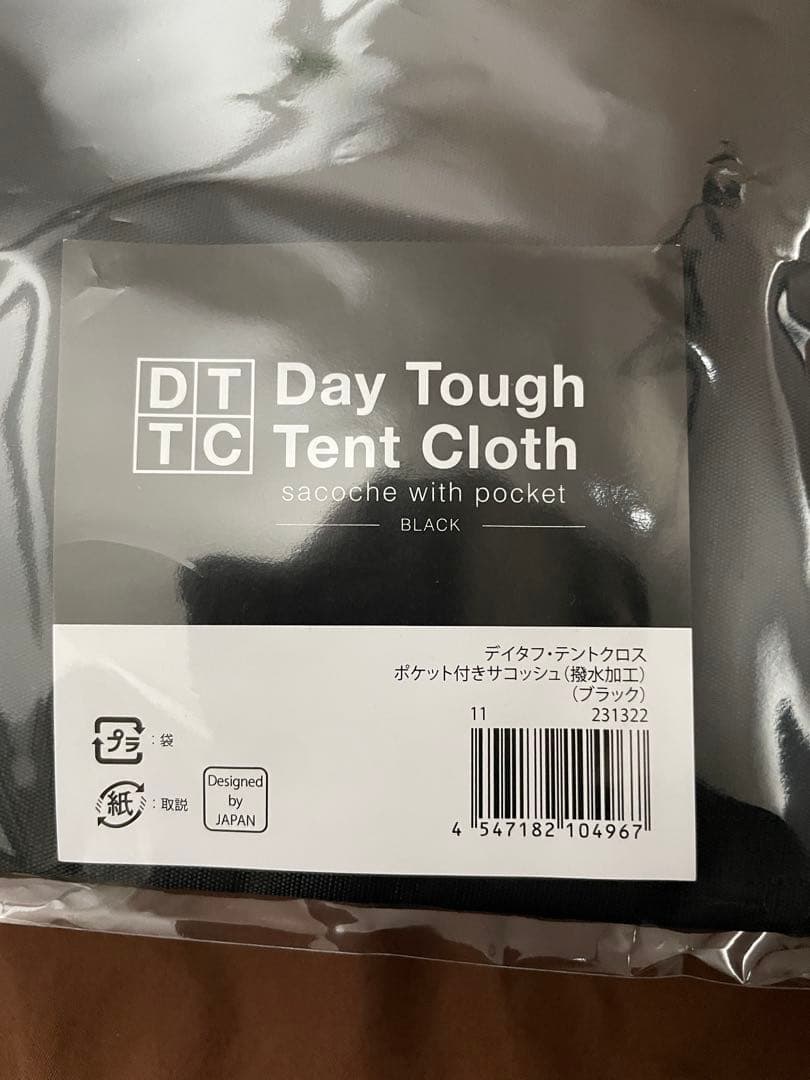 DT
TC
Day Tough
Tent Cloth
sacoche with pocket
BLACK
デイタフ・テントクロス
ポケット付きサコッシュ(撥水加工)
(ブラック)
11 231322
4 547182 104967
プラ : 袋
紙 : 取説
Designed
by
JAPAN